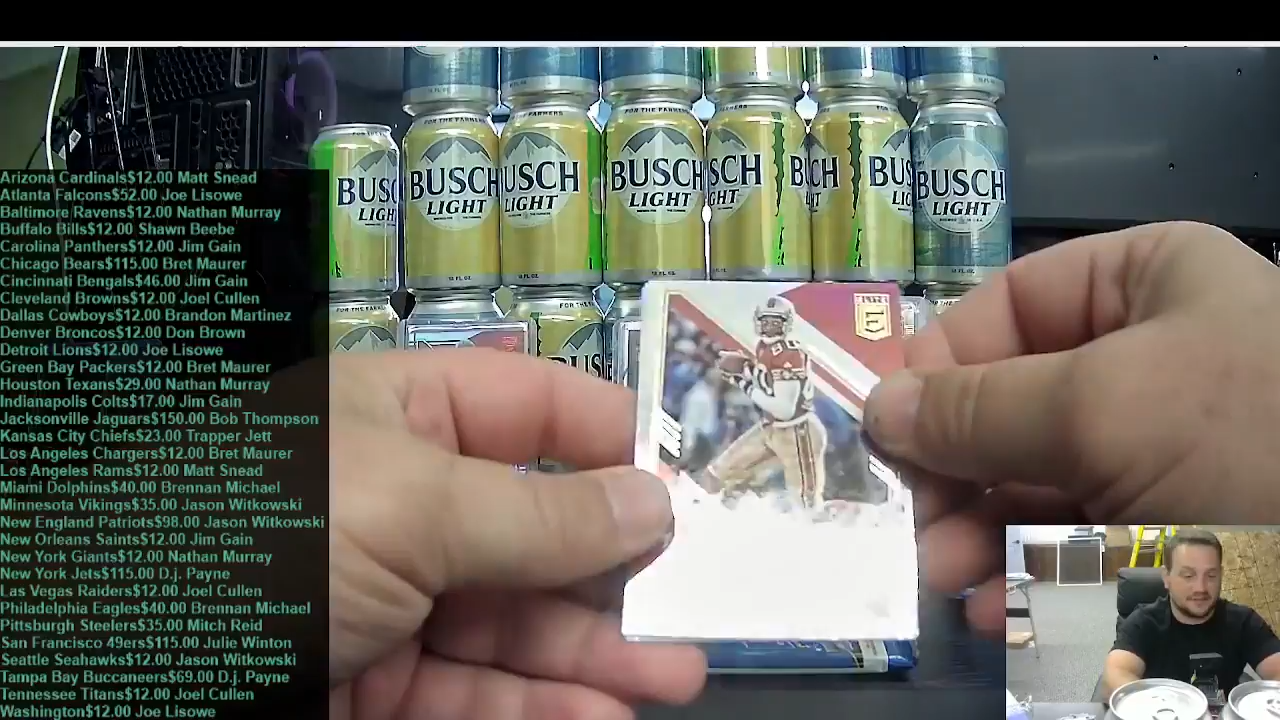 FOR THE FARMERS
BUSCH LIGHT
BUSCH LIGHT
BUSCH LIGHT
BUSCH LIGHT
Arizona Cardinals$12.00 Matt Snead
Atlanta Falcons$52.00 Joe Lisowe
Baltimore Ravens$12.00 Nathan Murray
Buffalo Bills$12.00 Shawn Beebe
Carolina Panthers$12.00 Jim Gain
Chicago Bears$115.00 Bret Maurer
Cincinnati Bengals$46.00 Jim Gain
Cleveland Browns$12.00 Joel Cullen
Dallas Cowboys$12.00 Brandon Martinez
Denver Broncos$12.00 Don Brown
Detroit Lions$12.00 Joe Lisowe
Green Bay Packers$12.00 Bret Maurer
Houston Texans$29.00 Nathan Murray
Indianapolis Colts$17.00 Jim Gain
Jacksonville Jaguars$150.00 Bob Thompson
Kansas City Chiefs$23.00 Trapper Jett
Los Angeles Chargers$12.00 Bret Maurer
Los Angeles Rams$12.00 Matt Snead
Miami Dolphins$40.00 Brennan Michael
Minnesota Vikings$35.00 Jason Witkowski
New England Patriots$98.00 Jason Witkowski
New Orleans Saints$12.00 Jim Gain
New York Giants$12.00 Nathan Murray
New York Jets$115.00 D.j. Payne
Las Vegas Raiders$12.00 Joel Cullen
Philadelphia Eagles$40.00 Brennan Michael
Pittsburgh Steelers$35.00 Mitch Reid
San Francisco 49ers$115.00 Julie Winton
Seattle Seahawks$12.00 Jason Witkowski
Tampa Bay Buccaneers$69.00 D.j. Payne
Tennessee Titans$12.00 Joel Cullen
Washington$12.00 Joe Lisowe
ELITE
E